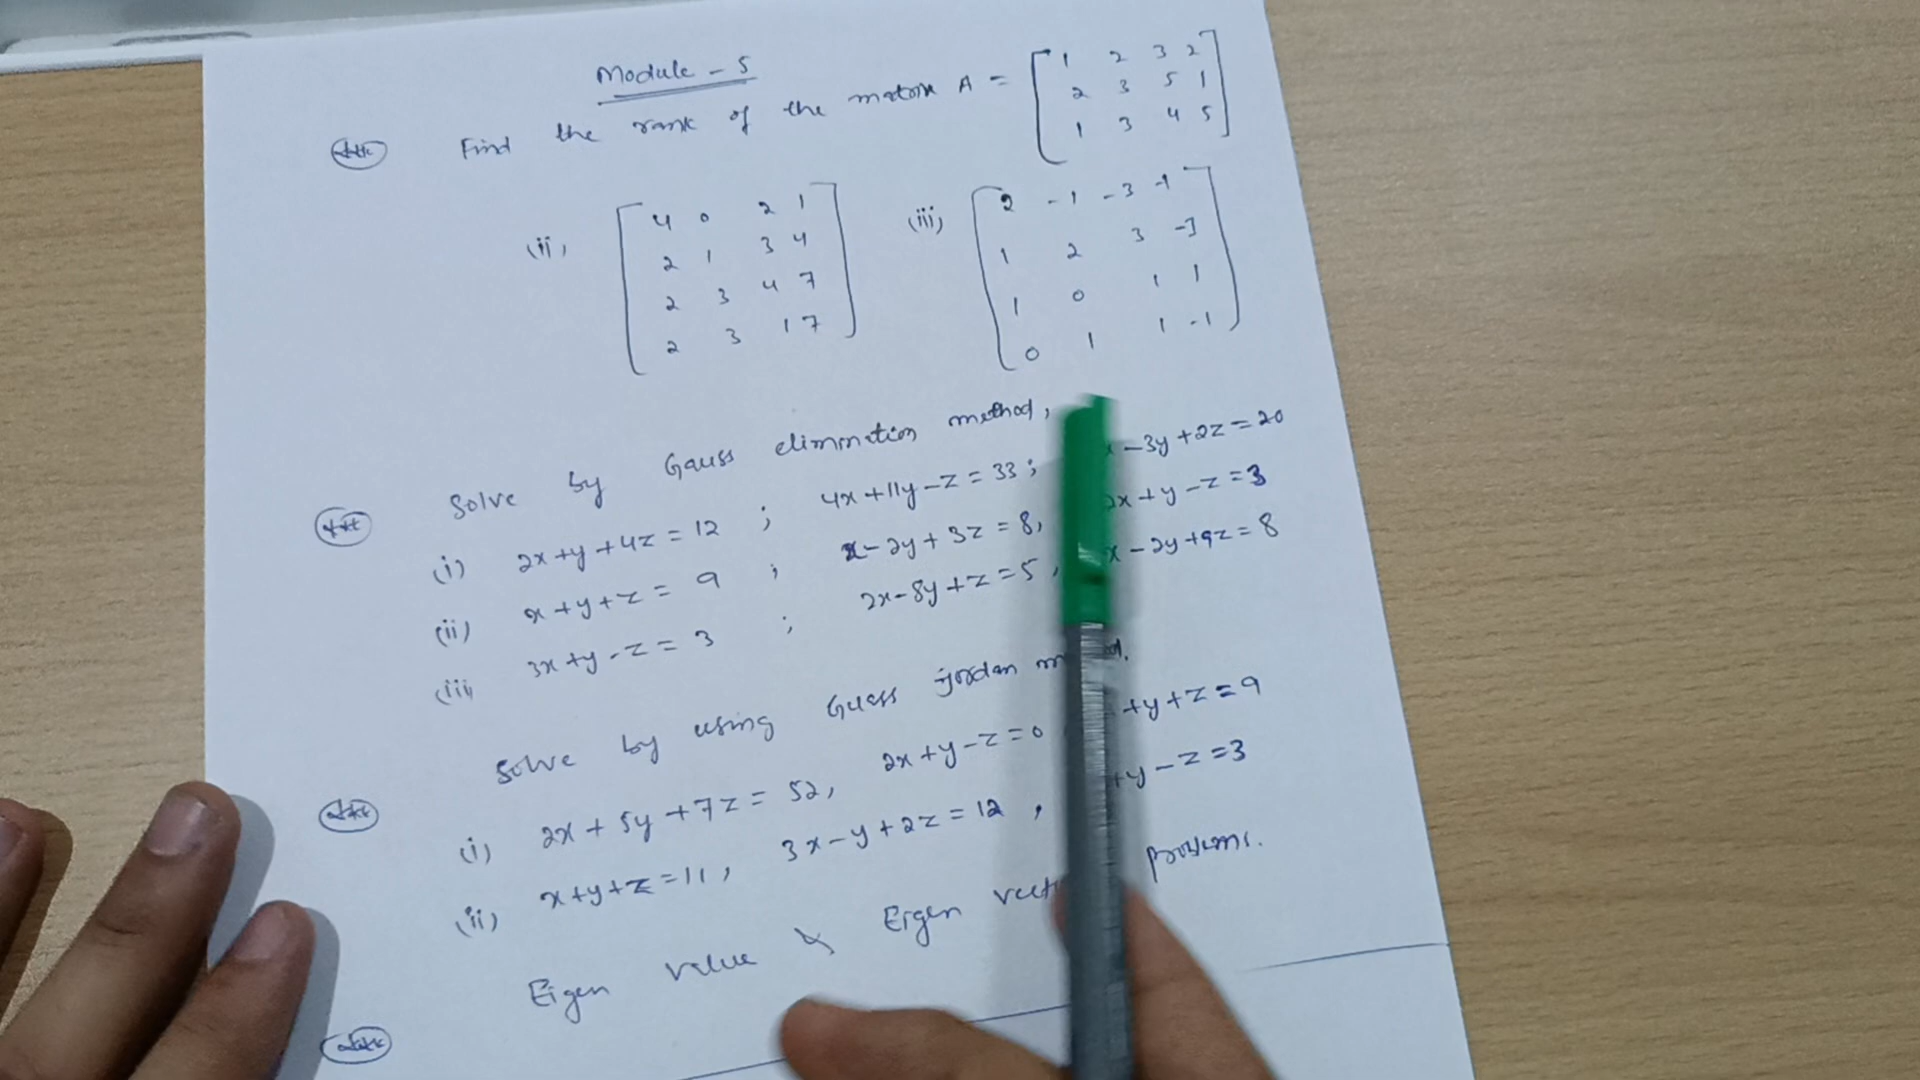 Module - 5
Find the rank of the matrix A = [ 1 2 3 2
2 3 5 1
1 3 4 5 ]
(ii) [ 4 0 2 1
2 1 3 4
2 3 4 7
2 3 1 7 ]
(iii) [ 2 -1 -3 -1
1 2 3 -3
1 0 1 1
0 1 1 -1 ]
Solve by Gauss elimination method,
(i) 2x+y+4z = 12 ; 4x+11y-z = 33 ; -3y+2z=20
(ii) x+y+z = 9 ; x-2y+3z = 8, 2x+y-z=3
(iii) 3x+y-z = 3 ; 2x-8y+z=5, x-2y+9z=8
Solve by using Guass jordan
(i) 2x + 5y +7z = 52, 2x+y-z=0 +y+z=9
(ii) x+y+z=11, 3x-y+2z=12, +y-z=3
Eigen value & Eigen problems.